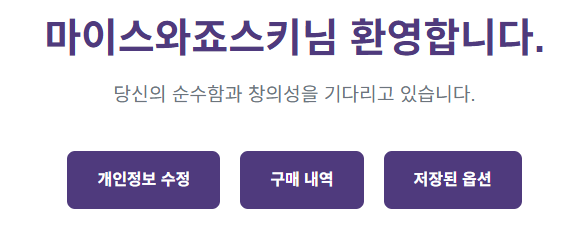 마이스와죠스키님 환영합니다.
당신의 순수함과 창의성을 기다리고 있습니다.
개인정보 수정 구매 내역 저장된 옵션